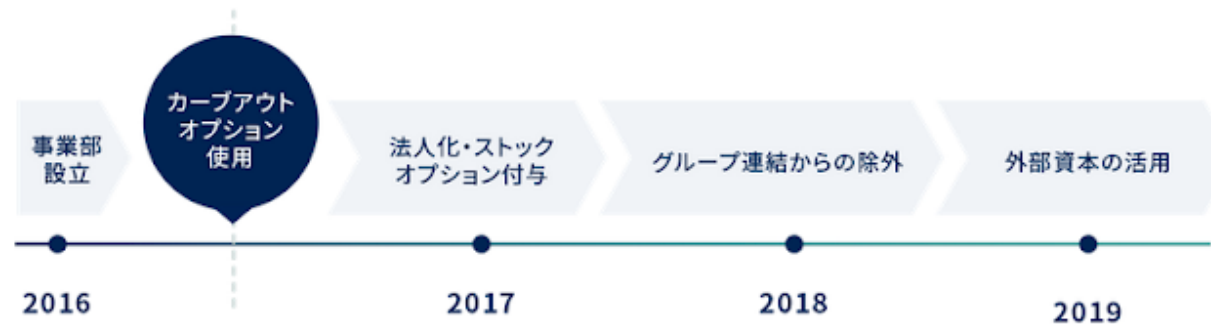 事業部
設立
カーブアウト
オプション
使用
法人化・ストック
オプション付与
グループ連結からの除外
外部資本の活用
2016
2017
2018
2019